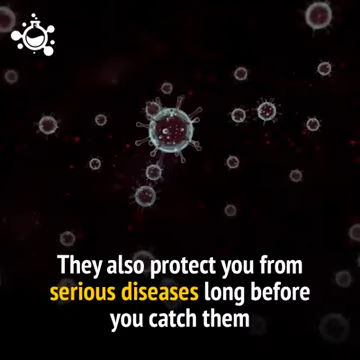 They also protect you from
serious diseases long before
you catch them